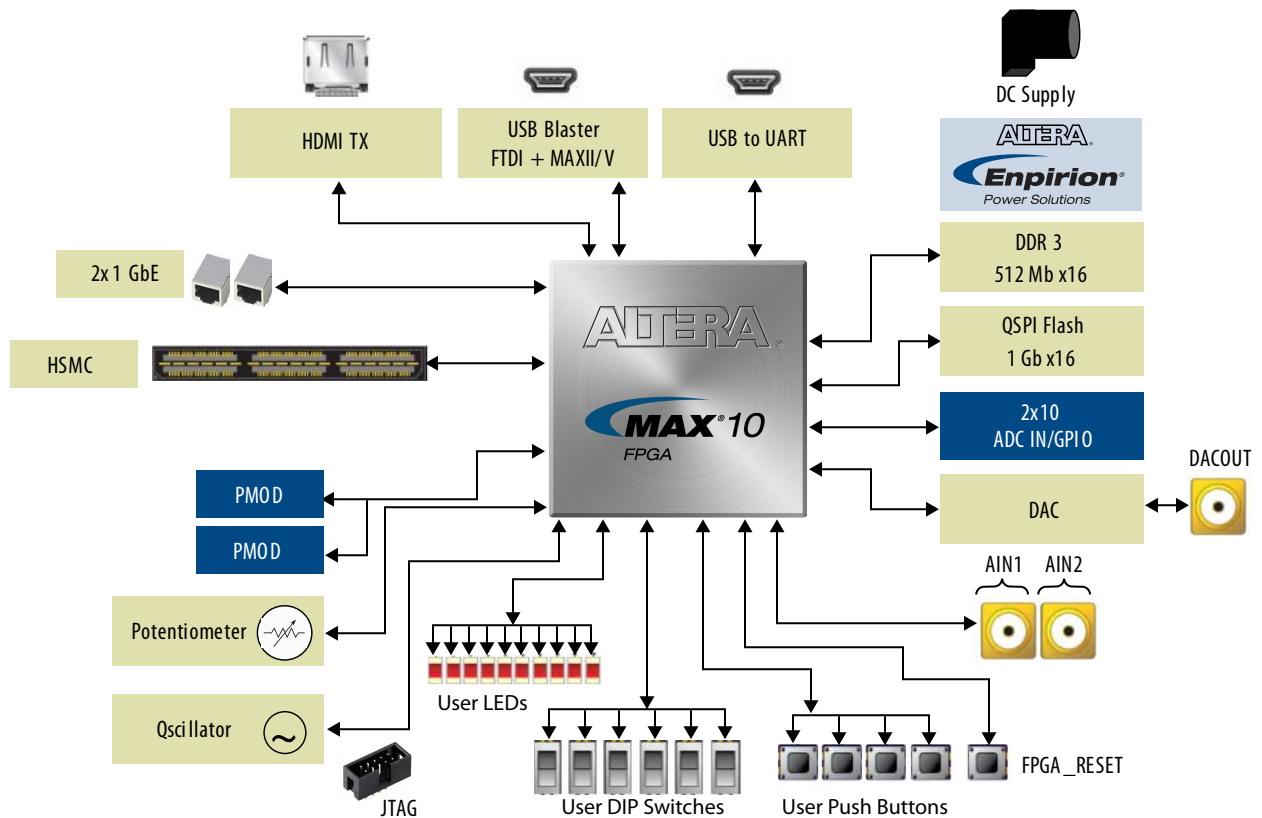 DC Supply
HDMI TX
USB Blaster
FTDI + MAXII/V
USB to UART
ALTERA.
Enpirion®
Power Solutions
DDR 3
512 Mb x16
2x 1 GbE
ALTERA®
QSPI Flash
1 Gb x16
HSMC
MAX® 10
FPGA
2x10
ADC IN/GPIO
DACOUT
PMOD
DAC
PMOD
AIN1 AIN2
Potentiometer
User LEDs
Qscillator
FPGA_RESET
JTAG
User DIP Switches
User Push Buttons